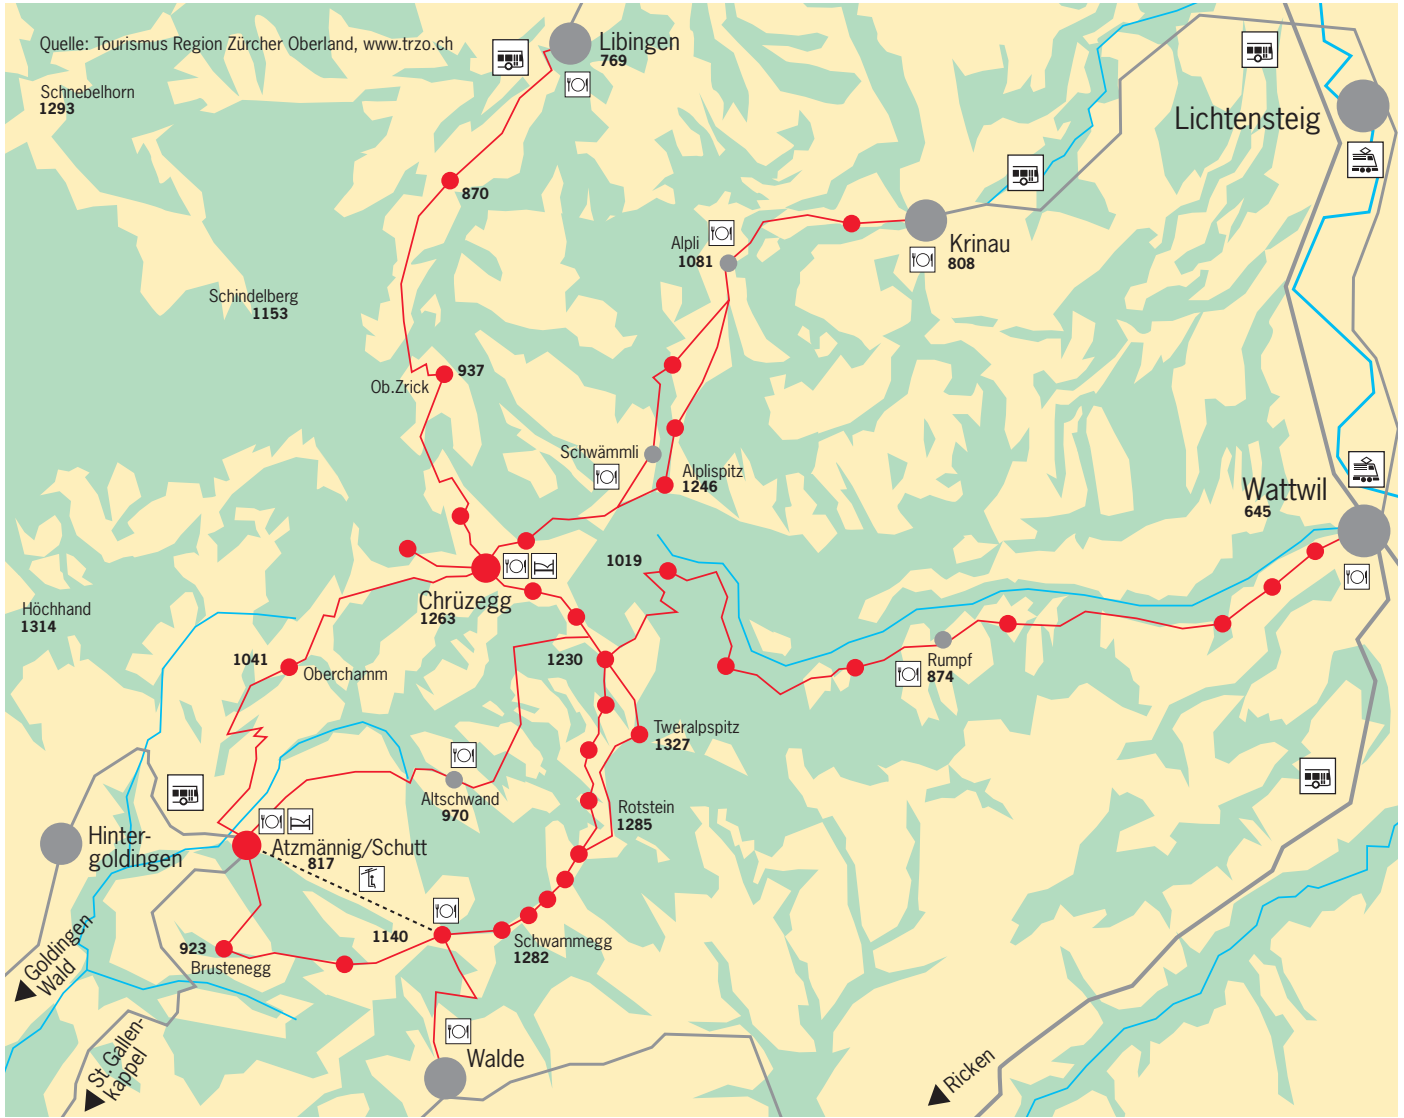 Quelle: Tourismus Region Zürcher Oberland, www.trzo.ch
Libingen
769
Schnebelhorn
1293
Lichtensteig
870
Krinau
808
Alpli
1081
Schindelberg
1153
937
Ob.Zrick
Schwämmli
Alplispitz
1246
Wattwil
645
1019
Chrüzegg
1263
Höchhand
1314
1041
Oberchamm
1230
Rumpf
874
Tweralpspitz
1327
Altschwand
970
Rotstein
1285
Hinter-
goldingen
Atzmännig/Schutt
817
1140
Schwammegg
1282
923
Brustenegg
Goldingen
Wald
Walde
St. Gallen-
kappel
Ricken